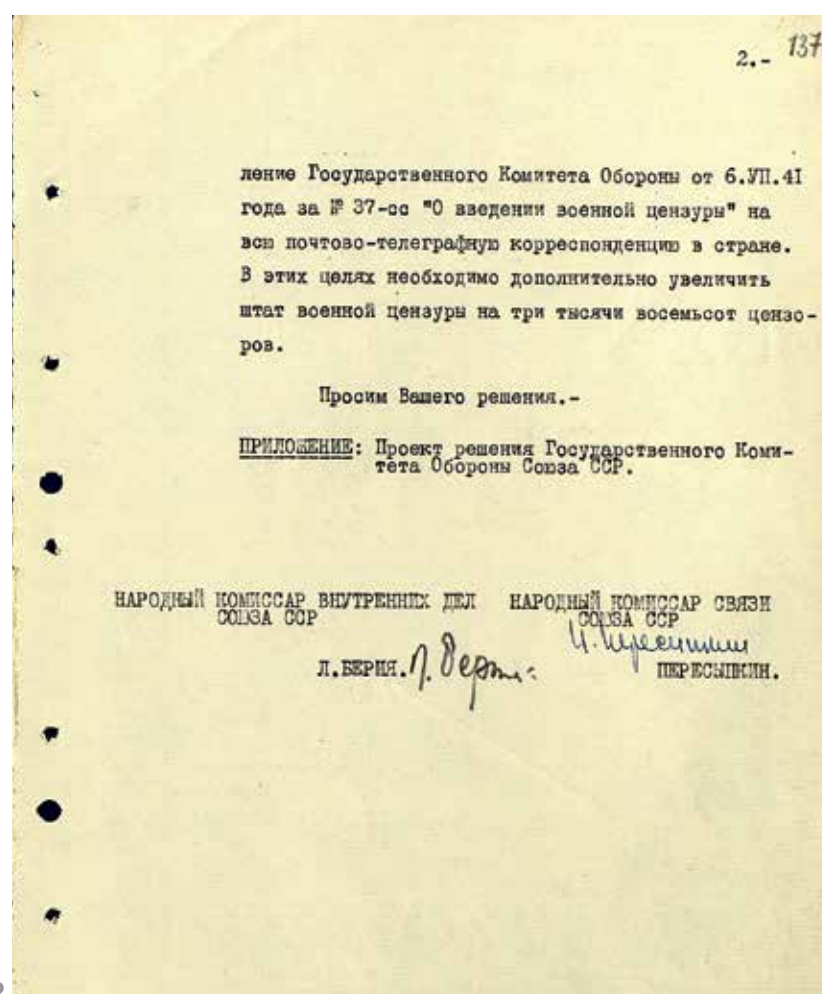 2.- 137
ление Государственного Комитета Обороны от 6.УП.4I
года за № 37-сс "О введении военной цензуры" на
всю почтово-телеграфную корреспонденцию в стране.
В этих целях необходимо дополнительно увеличить
штат военной цензуры на три тысячи восемьсот цензо-
ров.
Просим Вашего решения.-
ПРИЛОЖЕНИЕ: Проект решения Государственного Коми-
тета Обороны Союза ССР.
НАРОДНЫЙ КОМИССАР ВНУТРЕННИХ ДЕЛ НАРОДНЫЙ КОМИССАР СВЯЗИ
СОЮЗА ССР СОЮЗА ССР
И. Пересыпкин
Л.БЕРИЯ. Л. Берия ПЕРЕСЫПКИН.